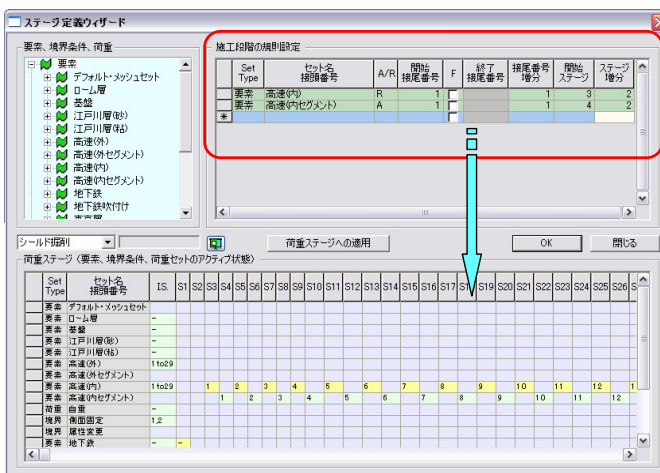 ステージ定義ウィザード
要素、境界条件、荷重
要素
デフォルト・メッシュセット
ローム層
基盤
江戸川層(砂)
江戸川層(粘)
高速(外)
高速(外セグメント)
高速(内)
高速(内セグメント)
地下鉄
地下鉄吹付け
施工段階の規則設定
Set Type セット名 接頭番号 A/R 開始 接尾番号 F 終了 接尾番号 接尾番号 増分 開始 ステージ ステージ 増分
要素 高速(内) R 1 1 3 2
要素 高速(内セグメント) A 1 1 4 2
シールド掘削
荷重ステージへの適用
OK
閉じる
荷重ステージ (要素、境界条件、荷重セットのアクティブ状態)
Set Type セット名 接頭番号 IS. S1 S2 S3 S4 S5 S6 S7 S8 S9 S10 S11 S12 S13 S14 S15 S16 S17 S19 S20 S21 S22 S23 S24 S25 S26 S
要素 デフォルト・メッシュセット
要素 ローム層 -
要素 基盤 -
要素 江戸川層(砂) -
要素 江戸川層(粘) -
要素 高速(外) 1to29
要素 高速(外セグメント)
要素 高速(内) 1to29 1 2 3 4 5 6 7 8 9 10 11 12 1
要素 高速(内セグメント) 1 2 3 4 5 6 7 8 9 10 11 12
荷重 自重 -
境界 側面固定 1,2
境界 属性変更
要素 地下鉄 - -